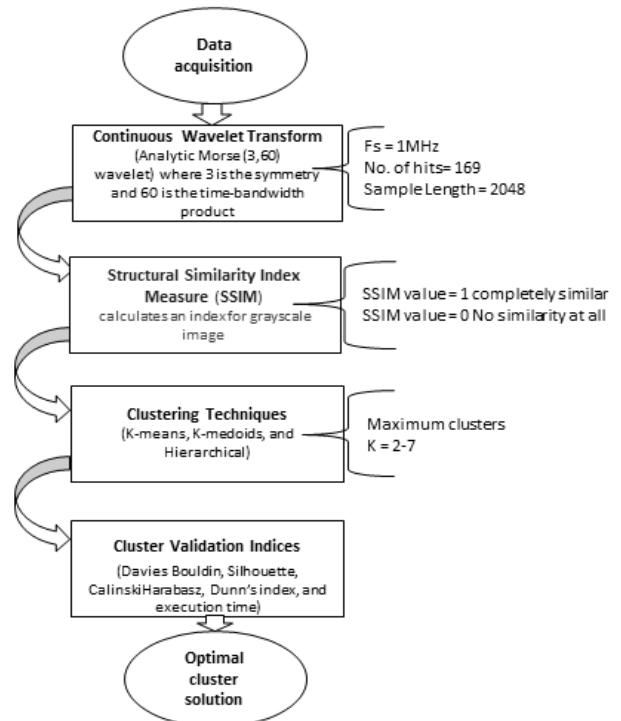 Data
acquisition
Continuous Wavelet Transform
(Analytic Morse (3,60)
wavelet) where 3 is the symmetry
and 60 is the time-bandwidth
product
Fs = 1MHz
No. of hits= 169
Sample Length = 2048
Structural Similarity Index
Measure (SSIM)
calculates an index for grayscale
image
SSIM value = 1 completely similar
SSIM value = 0 No similarity at all
Clustering Techniques
(K-means, K-medoids, and
Hierarchical)
Maximum clusters
K = 2-7
Cluster Validation Indices
(Davies Bouldin, Silhouette,
CalinskiHarabasz, Dunn's index, and
execution time)
Optimal
cluster
solution